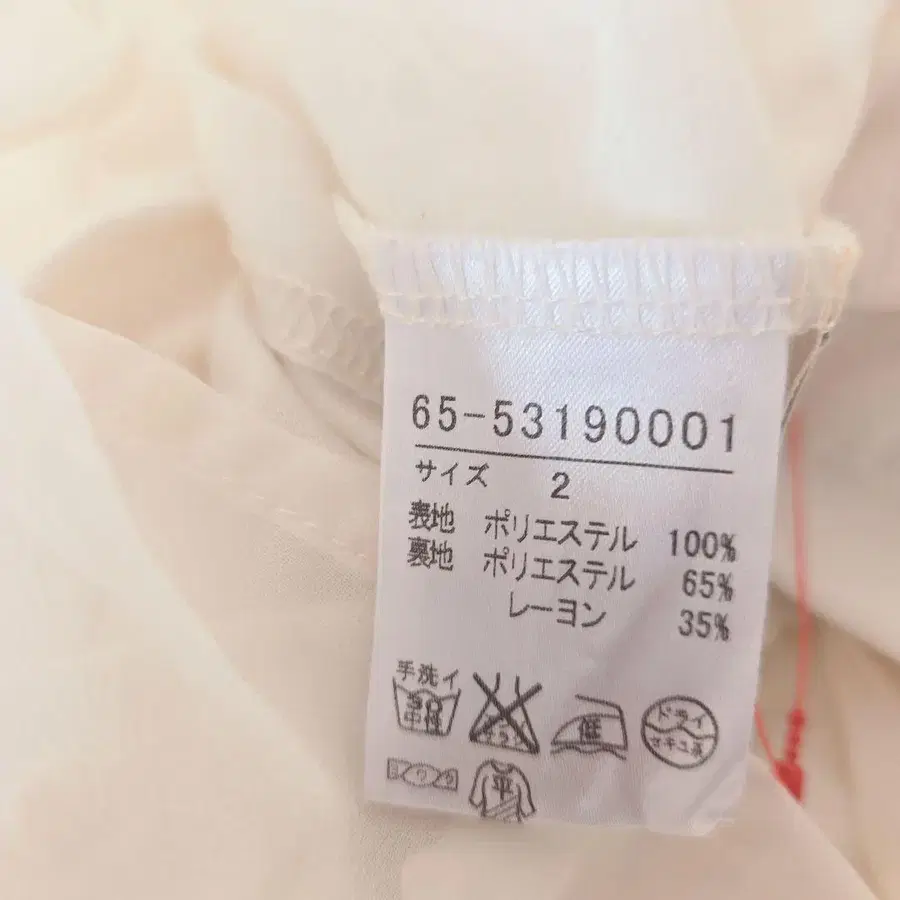 65-53190001
サイズ 2
表地 ポリエステル 100%
裏地 ポリエステル 65%
レーヨン 35%
手洗イ
中性
低
ドライ
セキユ系
平